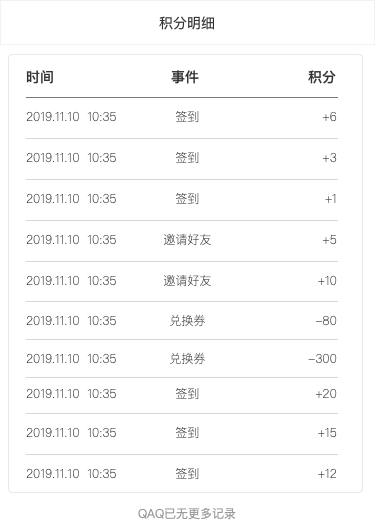 积分明细
时间 事件 积分
2019.11.10 10:35 签到 +6
2019.11.10 10:35 签到 +3
2019.11.10 10:35 签到 +1
2019.11.10 10:35 邀请好友 +5
2019.11.10 10:35 邀请好友 +10
2019.11.10 10:35 兑换券 -80
2019.11.10 10:35 兑换券 -300
2019.11.10 10:35 签到 +20
2019.11.10 10:35 签到 +15
2019.11.10 10:35 签到 +12
QAQ已无更多记录